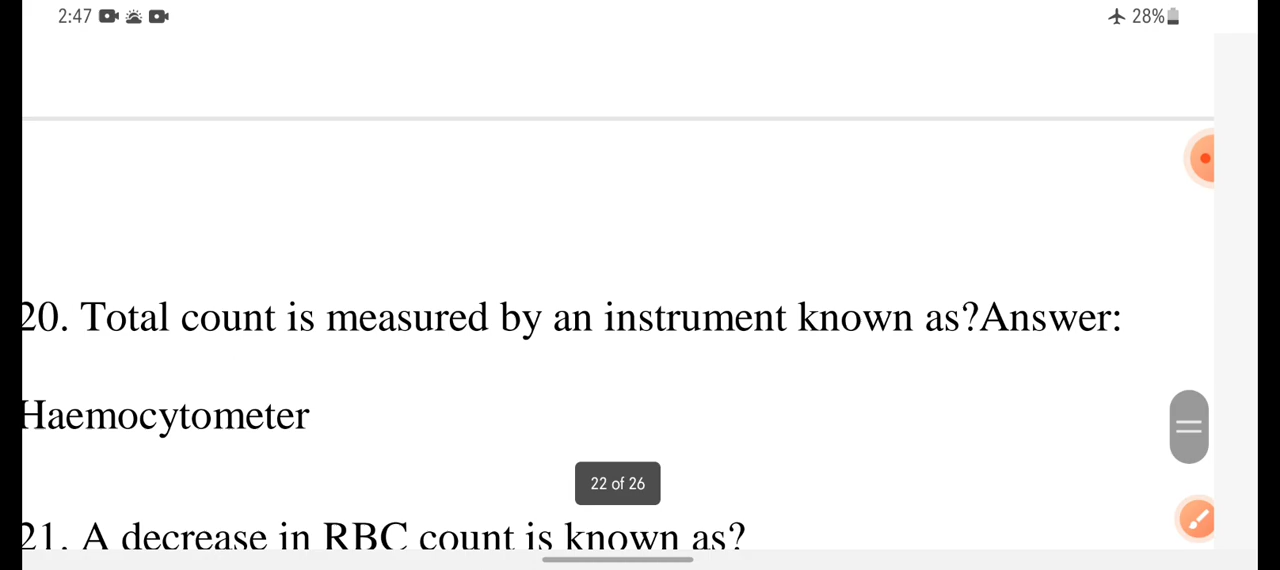 2:47
28%
20. Total count is measured by an instrument known as?Answer:
Haemocytometer
22 of 26
21. A decrease in RBC count is known as?